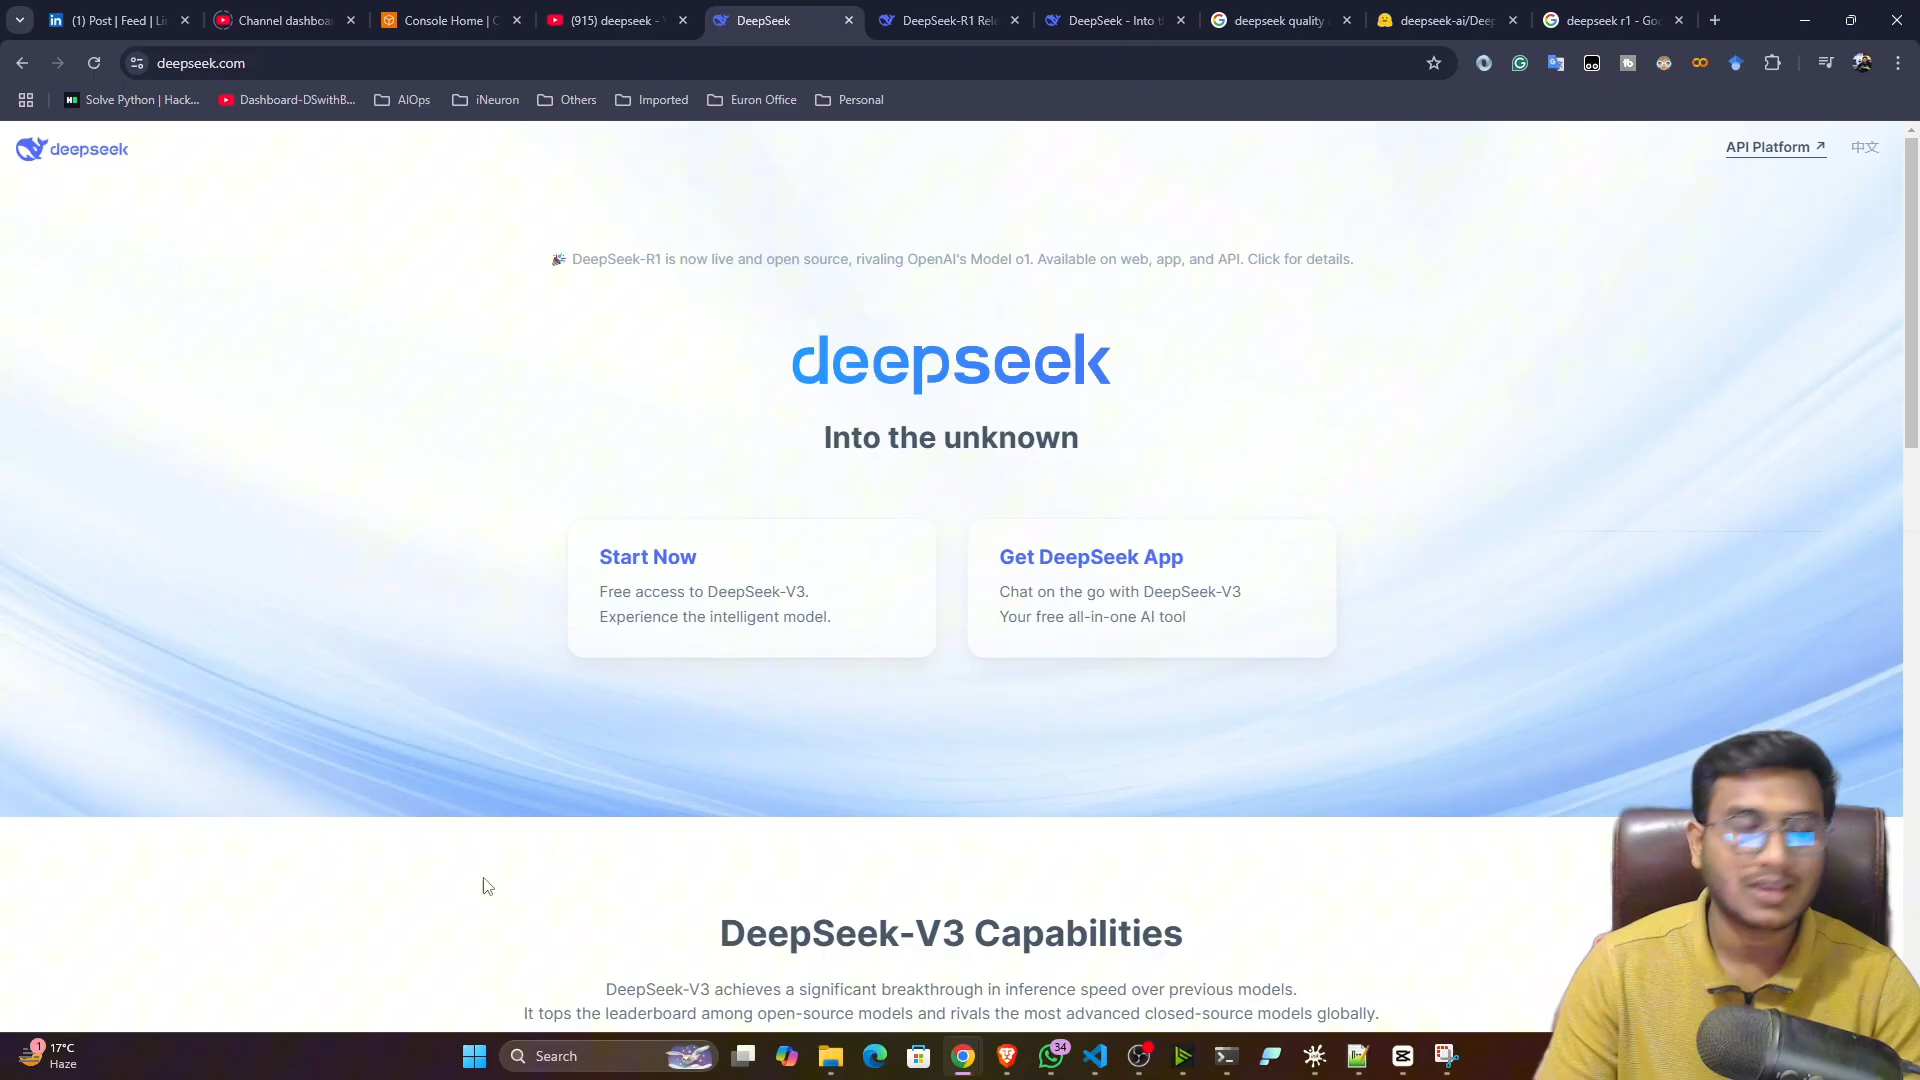 (1) Post | Feed | Li
Channel dashboa
Console Home | C
(915) deepseek -
DeepSeek
DeepSeek-R1 Rel
DeepSeek - Into t
deepseek quality
deepseek-ai/Deep
deepseek r1 - Goo
deepseek.com
Solve Python | Hack...
Dashboard-DSwithB...
AIOps
iNeuron
Others
Imported
Euron Office
Personal
deepseek
API Platform ↗
中文
🎉 DeepSeek-R1 is now live and open source, rivaling OpenAI's Model o1. Available on web, app, and API. Click for details.
deepseek
Into the unknown
Start Now
Free access to DeepSeek-V3.
Experience the intelligent model.
Get DeepSeek App
Chat on the go with DeepSeek-V3
Your free all-in-one AI tool
DeepSeek-V3 Capabilities
DeepSeek-V3 achieves a significant breakthrough in inference speed over previous models.
It tops the leaderboard among open-source models and rivals the most advanced closed-source models globally.
1
17°C
Haze
Search
34